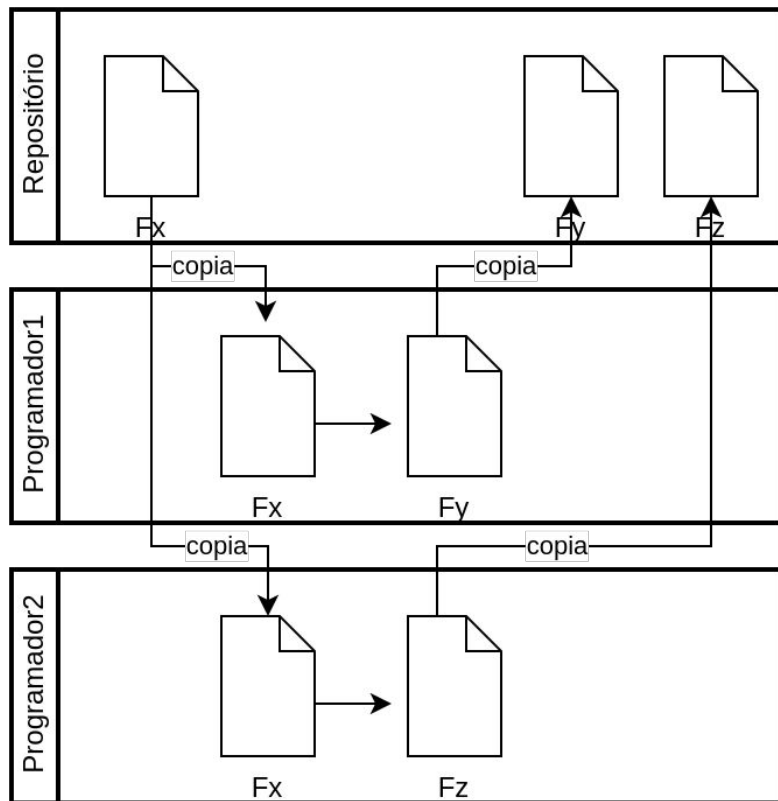 Repositório
Fx
Fy
Fz
copia
copia
Programador1
Fx
Fy
copia
copia
Programador2
Fx
Fz